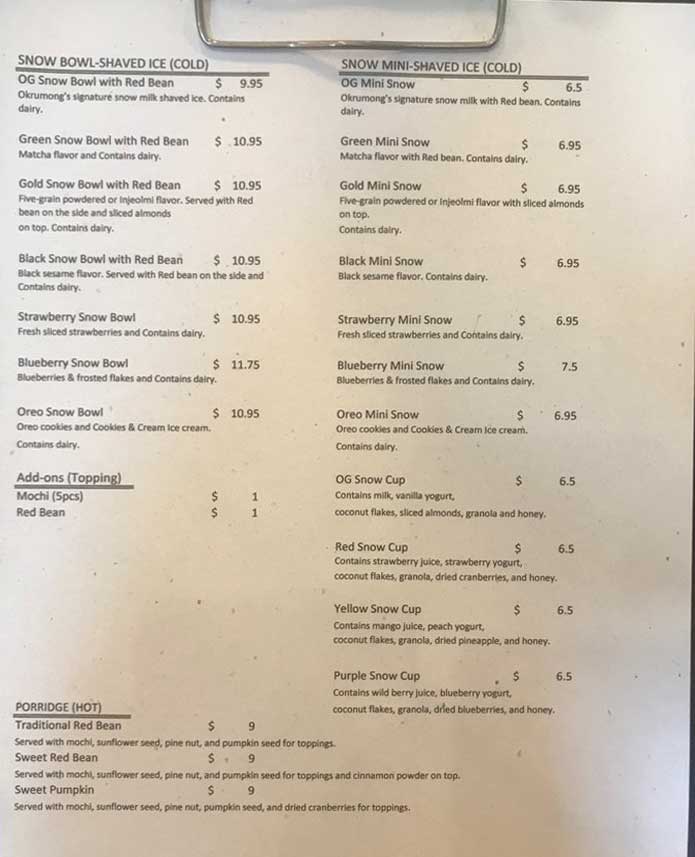 SNOW BOWL-SHAVED ICE (COLD)
OG Snow Bowl with Red Bean $ 9.95
Okrumong's signature snow milk shaved ice. Contains
dairy.
Green Snow Bowl with Red Bean $ 10.95
Matcha flavor and Contains dairy.
Gold Snow Bowl with Red Bean $ 10.95
Five-grain powdered or Injeolmi flavor. Served with Red
bean on the side and sliced almonds
on top. Contains dairy.
Black Snow Bowl with Red Bean $ 10.95
Black sesame flavor. Served with Red bean on the side and
Contains dairy.
Strawberry Snow Bowl $ 10.95
Fresh sliced strawberries and Contains dairy.
Blueberry Snow Bowl $ 11.75
Blueberries & frosted flakes and Contains dairy.
Oreo Snow Bowl $ 10.95
Oreo cookies and Cookies & Cream Ice cream.
Contains dairy.
Add-ons (Topping)
Mochi (5pcs) $ 1
Red Bean $ 1
SNOW MINI-SHAVED ICE (COLD)
OG Mini Snow $ 6.5
Okrumong's signature snow milk with Red bean. Contains
dairy.
Green Mini Snow $ 6.95
Matcha flavor with Red bean. Contains dairy.
Gold Mini Snow $ 6.95
Five-grain powdered or Injeolmi flavor with sliced almonds
on top.
Contains dairy.
Black Mini Snow $ 6.95
Black sesame flavor. Contains dairy.
Strawberry Mini Snow $ 6.95
Fresh sliced strawberries and Contains dairy.
Blueberry Mini Snow $ 7.5
Blueberries & frosted flakes and Contains dairy.
Oreo Mini Snow $ 6.95
Oreo cookies and Cookies & Cream Ice cream.
Contains dairy.
OG Snow Cup $ 6.5
Contains milk, vanilla yogurt,
coconut flakes, sliced almonds, granola and honey.
Red Snow Cup $ 6.5
Contains strawberry juice, strawberry yogurt,
coconut flakes, granola, dried cranberries, and honey.
Yellow Snow Cup $ 6.5
Contains mango juice, peach yogurt,
coconut flakes, granola, dried pineapple, and honey.
Purple Snow Cup $ 6.5
Contains wild berry juice, blueberry yogurt,
coconut flakes, granola, dried blueberries, and honey.
PORRIDGE (HOT)
Traditional Red Bean $ 9
Served with mochi, sunflower seed, pine nut, and pumpkin seed for toppings.
Sweet Red Bean $ 9
Served with mochi, sunflower seed, pine nut, and pumpkin seed for toppings and cinnamon powder on top.
Sweet Pumpkin $ 9
Served with mochi, sunflower seed, pine nut, pumpkin seed, and dried cranberries for toppings.